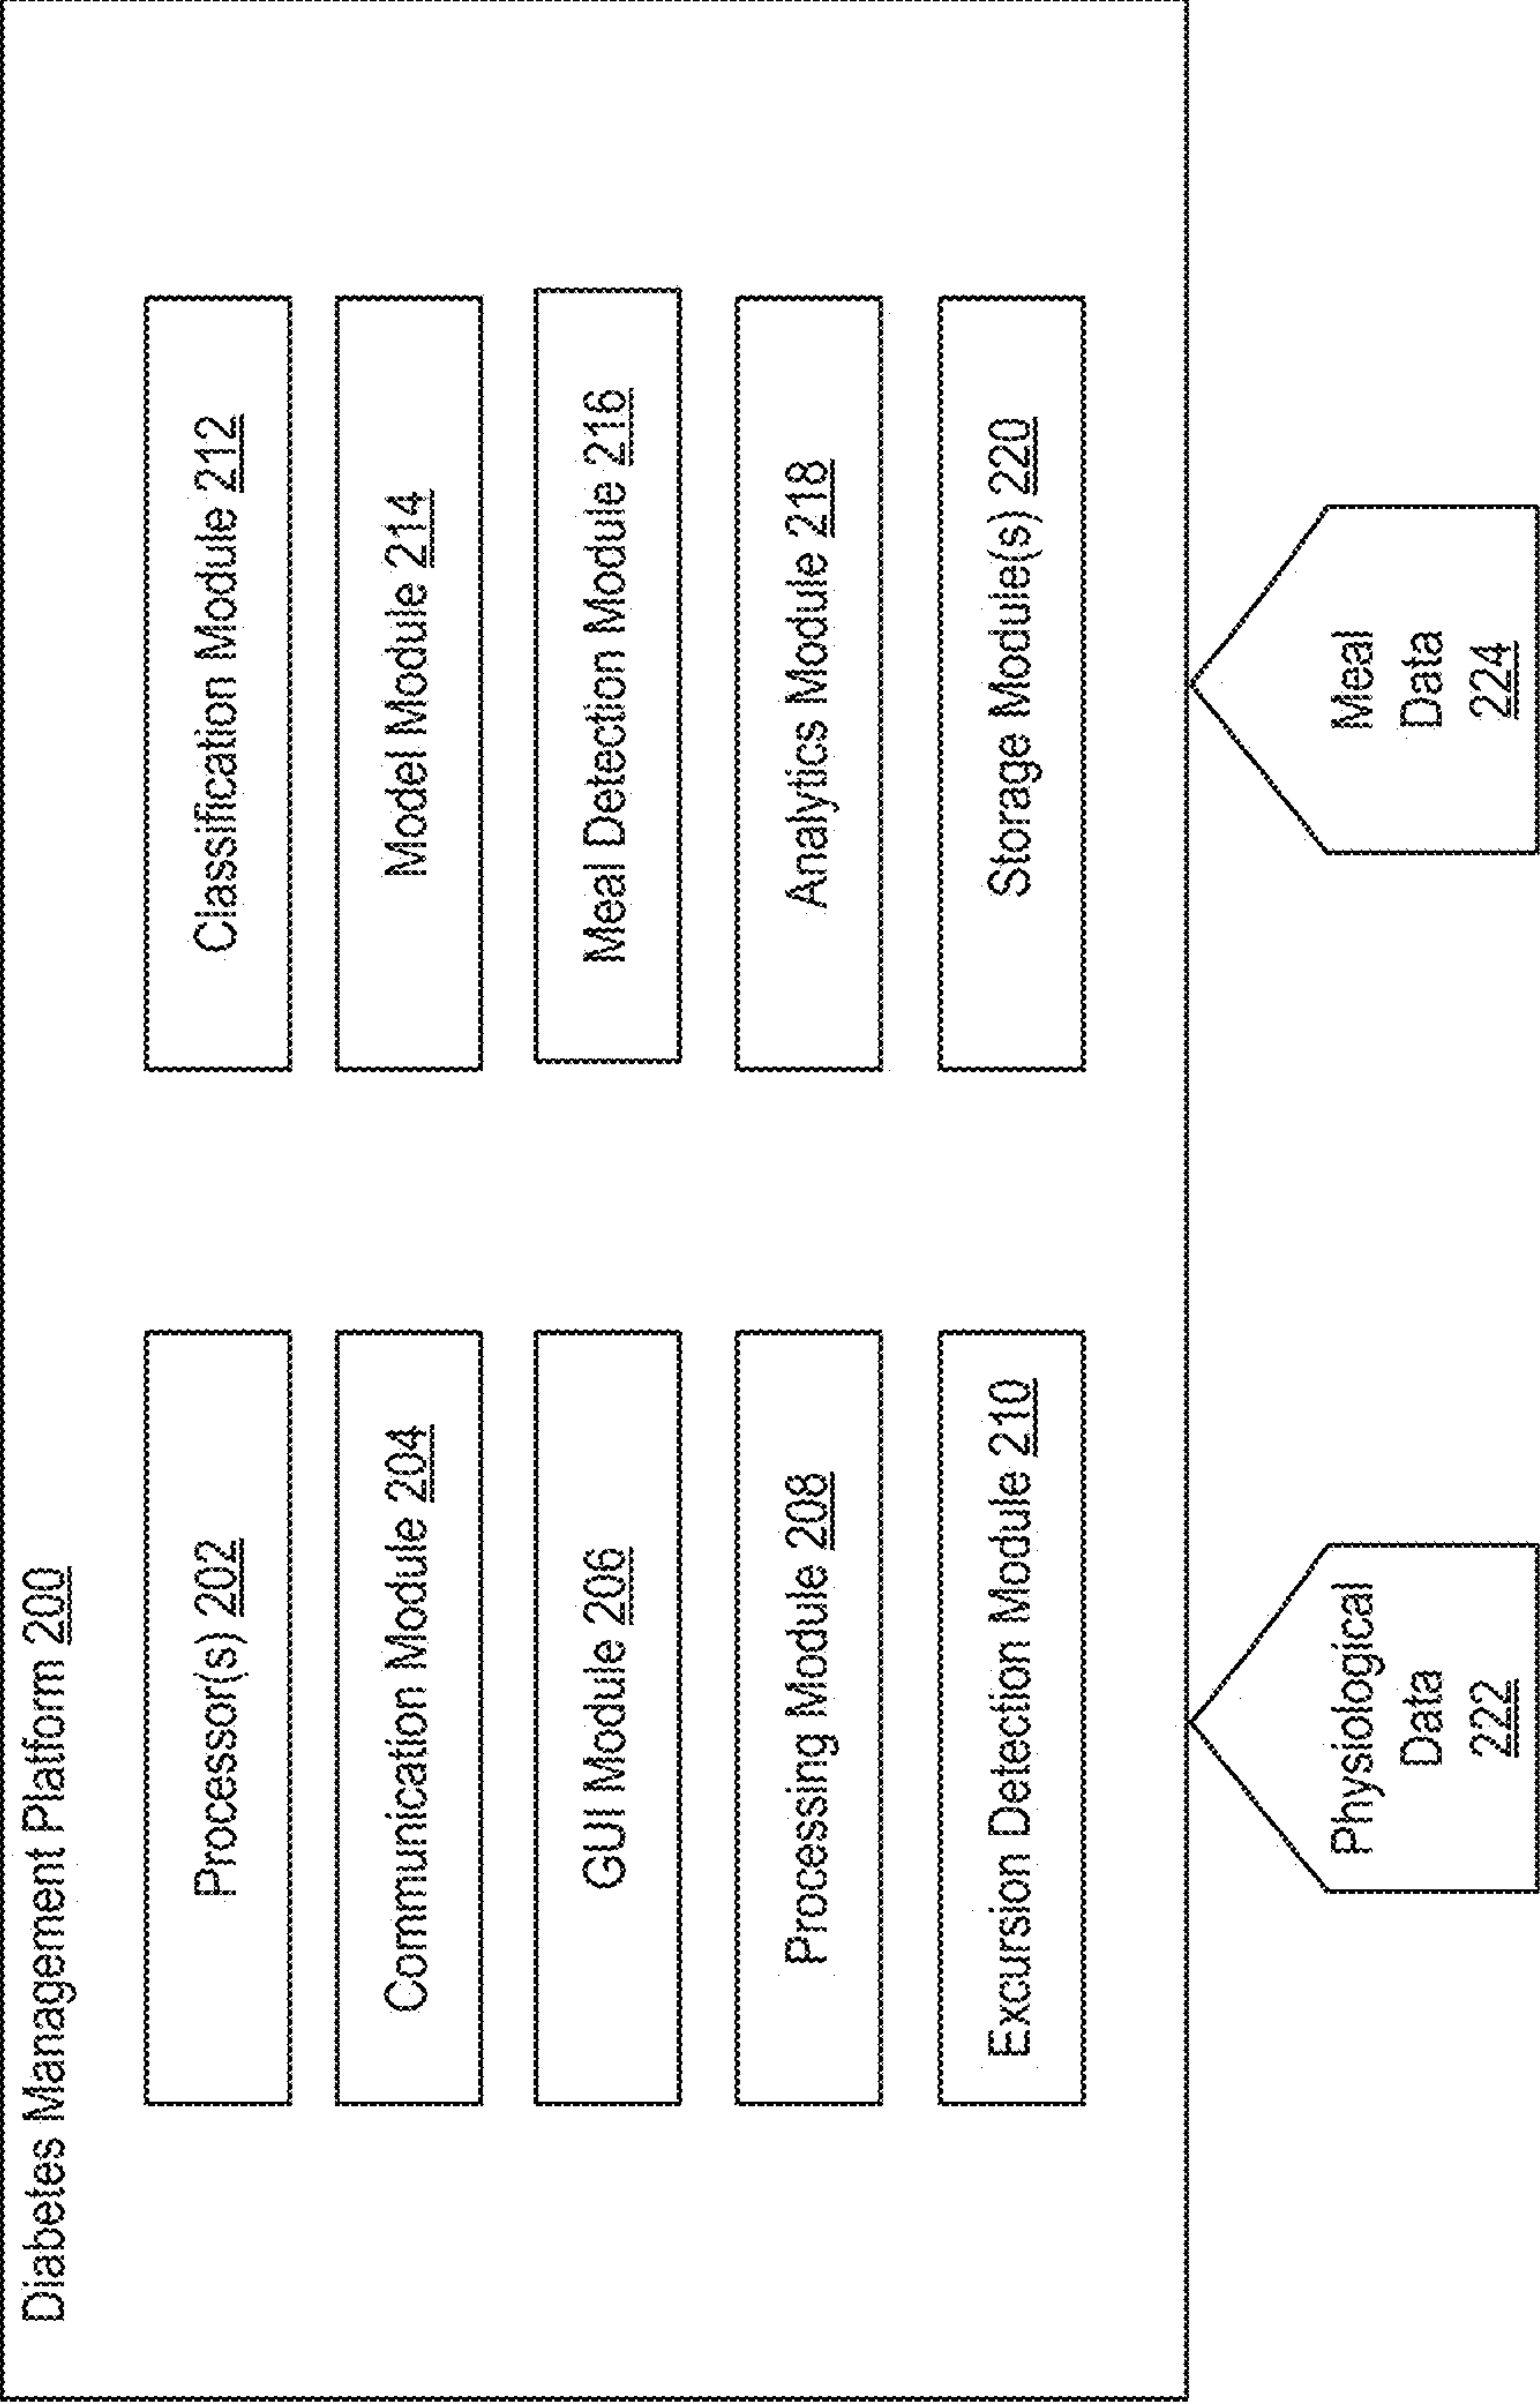 Diabetes Management Platform 200
Processor(s) 202
Communication Module 204
GUI Module 206
Processing Module 208
Excursion Detection Module 210
Classification Module 212
Model Module 214
Meal Detection Module 216
Analytics Module 218
Storage Module(s) 220
Physiological
Data
222
Meal
Data
224